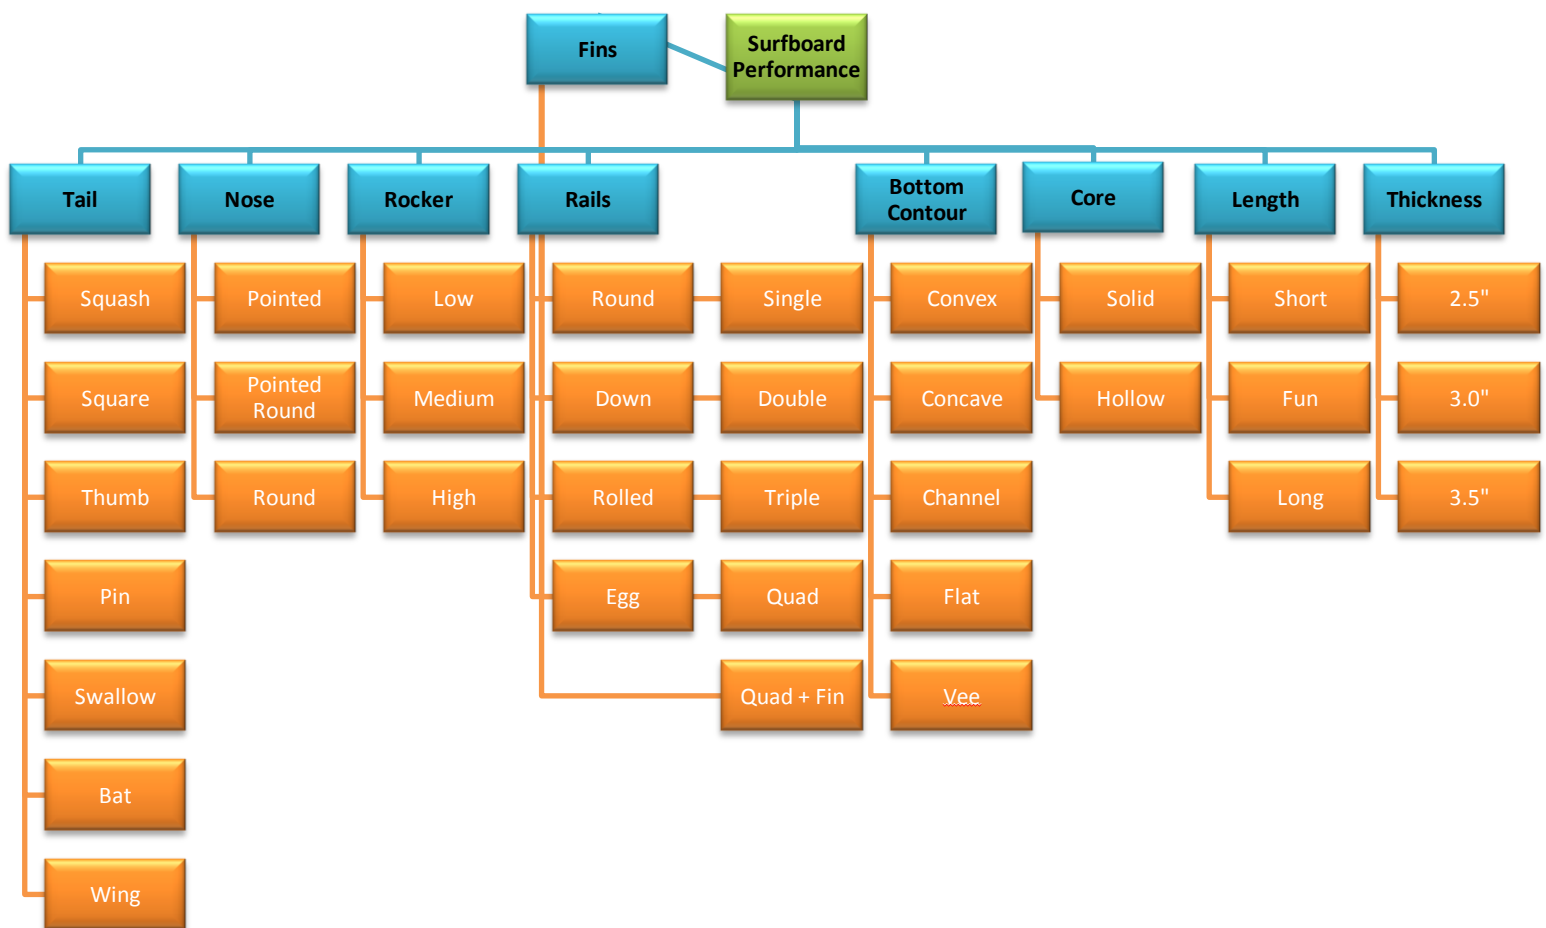 Fins
Surfboard
Performance
Tail
Nose
Rocker
Rails
Bottom
Contour
Core
Length
Thickness
Squash
Pointed
Low
Round
Single
Convex
Solid
Short
2.5"
Square
Pointed
Round
Medium
Down
Double
Concave
Hollow
Fun
3.0"
Thumb
Round
High
Rolled
Triple
Channel
Long
3.5"
Pin
Egg
Quad
Flat
Swallow
Quad + Fin
Vee
Bat
Wing